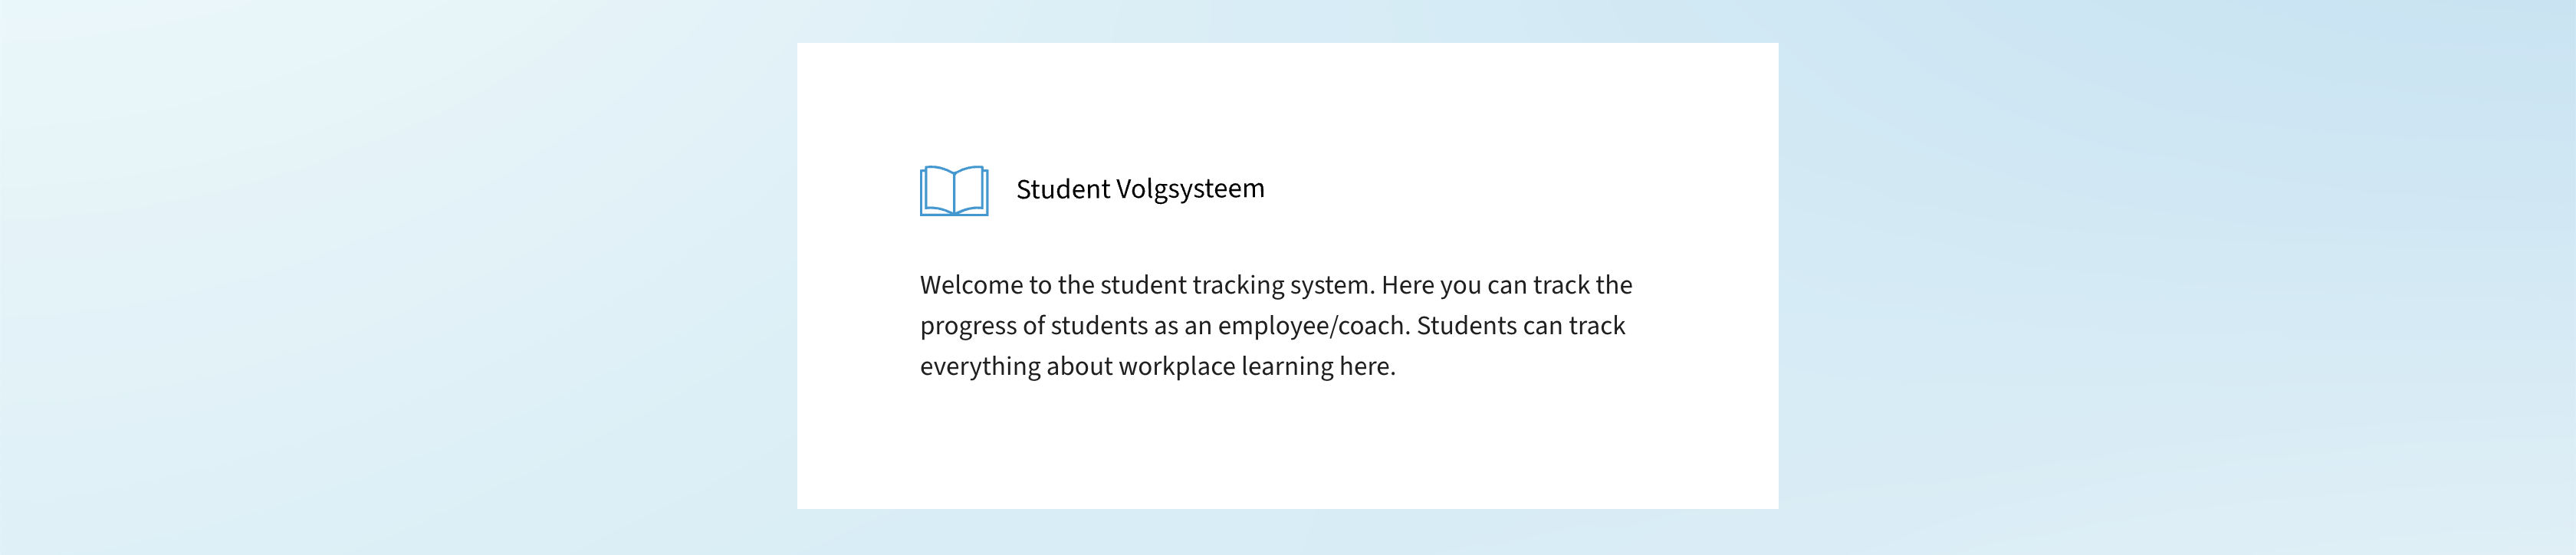 Student Volgsysteem
Welcome to the student tracking system. Here you can track the
progress of students as an employee/coach. Students can track
everything about workplace learning here.